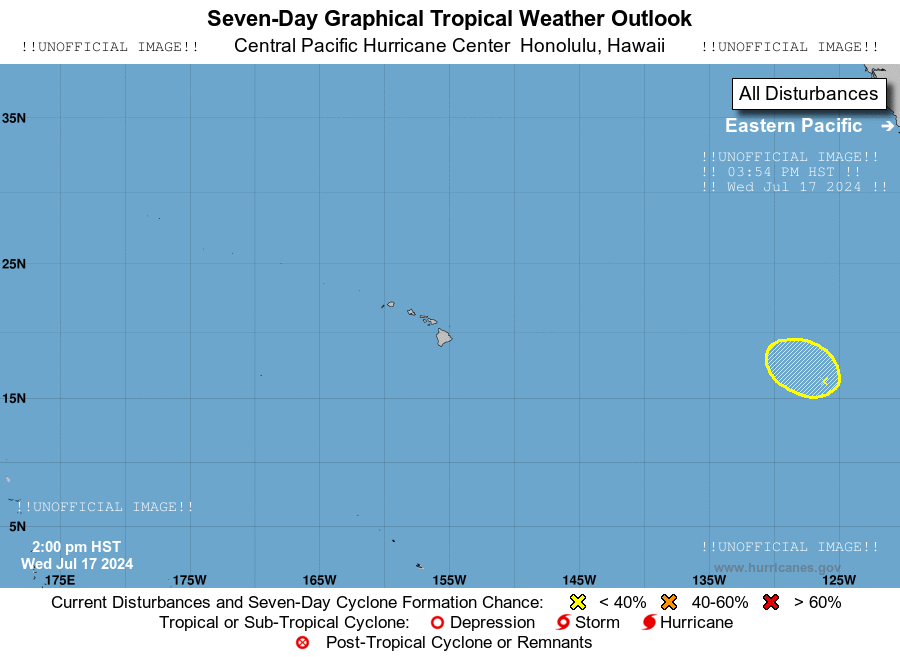 Seven-Day Graphical Tropical Weather Outlook
!!UNOFFICIAL IMAGE!! Central Pacific Hurricane Center Honolulu, Hawaii !!UNOFFICIAL IMAGE!!
All Disturbances
35N
Eastern Pacific
!!UNOFFICIAL IMAGE!!
!! 03:54 PM HST !!
!! Wed Jul 17 2024 !!
25N
15N
!!UNOFFICIAL IMAGE!!
5N
2:00 pm HST
Wed Jul 17 2024
!!UNOFFICIAL IMAGE!!
www.hurricanes.gov
175E 175W 165W 155W 145W 135W 125W
Current Disturbances and Seven-Day Cyclone Formation Chance: < 40% 40-60% > 60%
Tropical or Sub-Tropical Cyclone: Depression Storm Hurricane
Post-Tropical Cyclone or Remnants